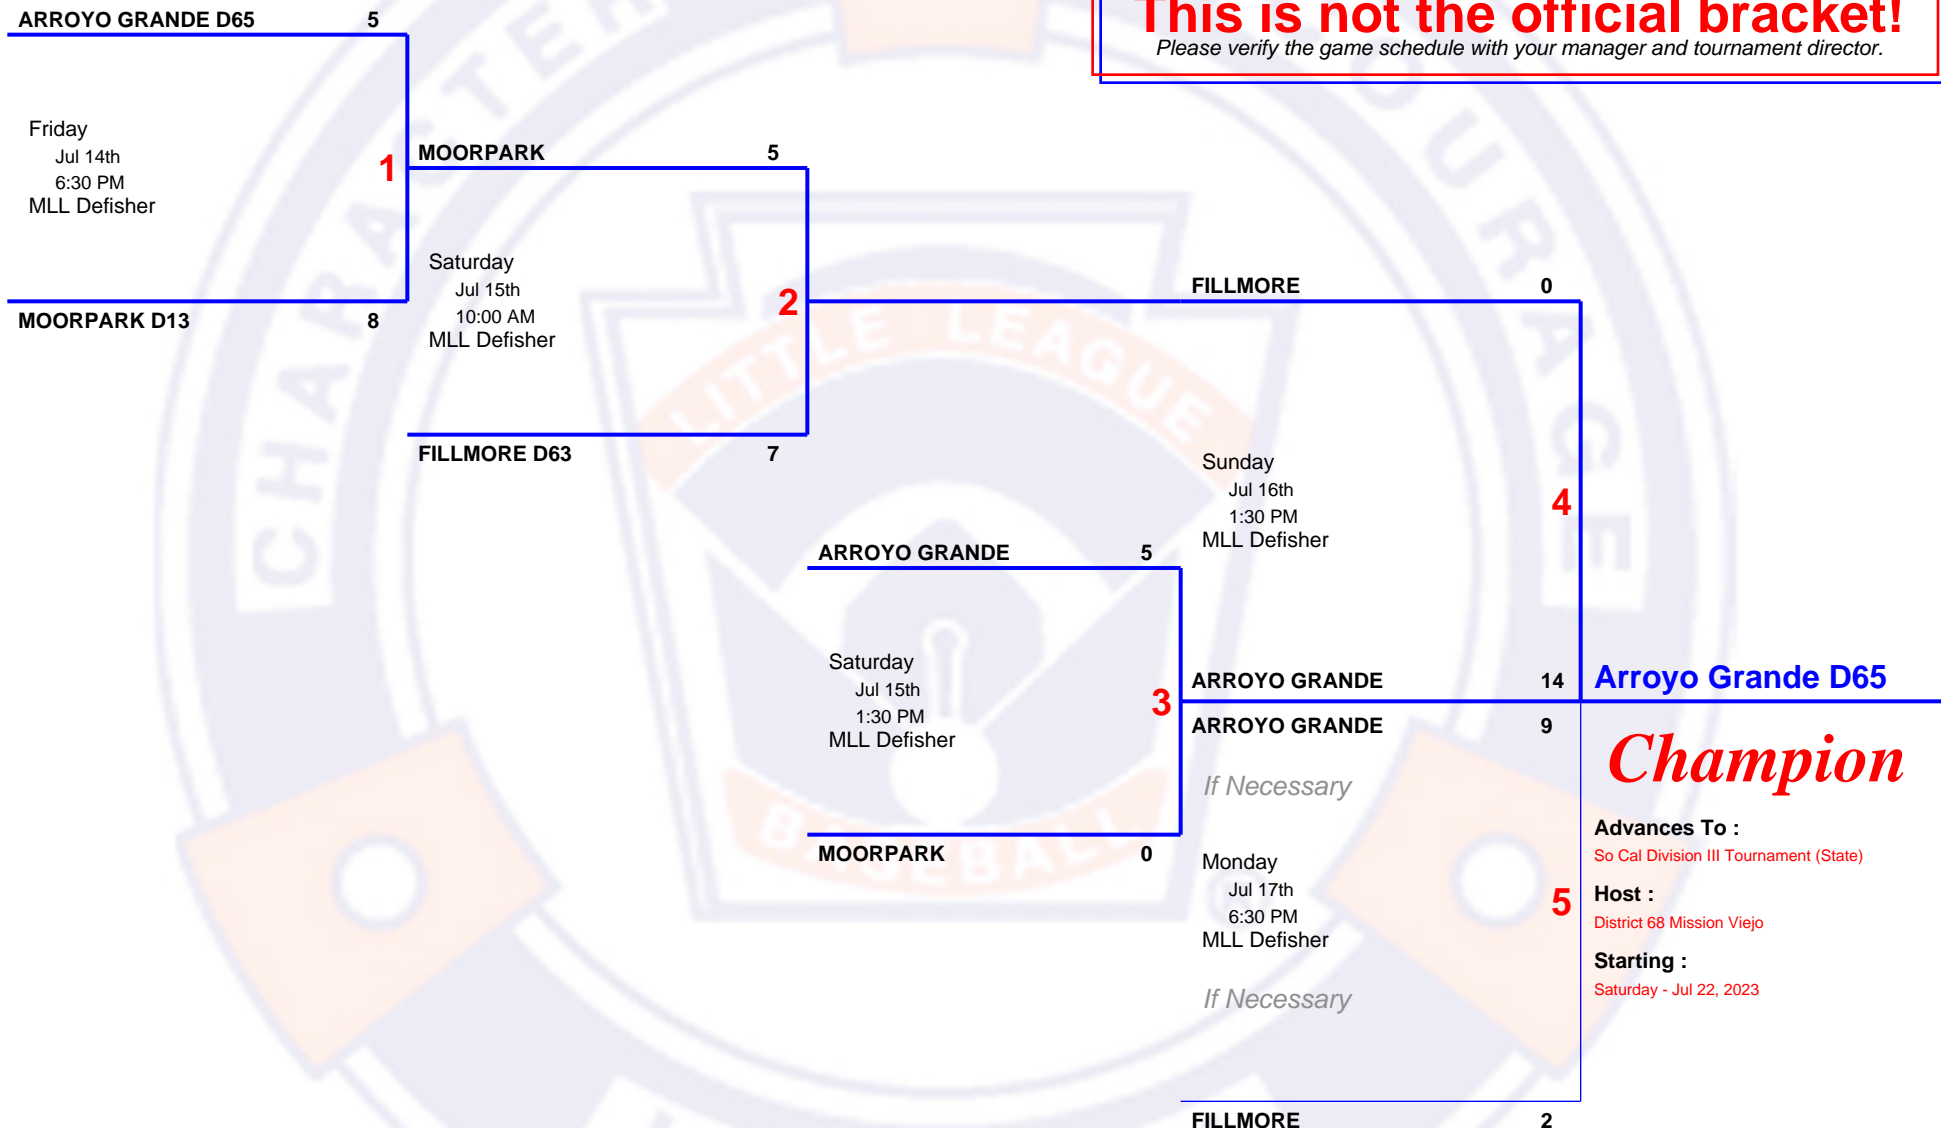 This is not the official bracket!
Please verify the game schedule with your manager and tournament director.
ARROYO GRANDE D65 5
Friday
Jul 14th
6:30 PM
MLL Defisher
1
MOORPARK D13 8
MOORPARK 5
Saturday
Jul 15th
10:00 AM
MLL Defisher
2
FILLMORE D63 7
FILLMORE 0
Sunday
Jul 16th
1:30 PM
MLL Defisher
4
ARROYO GRANDE 5
Saturday
Jul 15th
1:30 PM
MLL Defisher
3
MOORPARK 0
ARROYO GRANDE 14
ARROYO GRANDE 9
If Necessary
Monday
Jul 17th
6:30 PM
MLL Defisher
5
If Necessary
FILLMORE 2
Arroyo Grande D65
Champion
Advances To :
So Cal Division III Tournament (State)
Host :
District 68 Mission Viejo
Starting :
Saturday - Jul 22, 2023
CHARACTER
COURAGE
LITTLE LEAGUE
BASEBALL
®